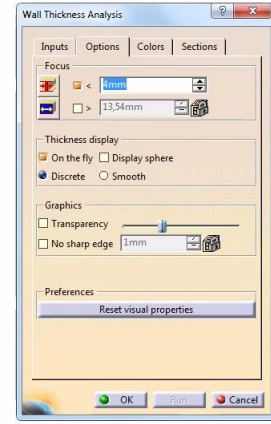 Wall Thickness Analysis
Inputs Options Colors Sections
Focus
< 4mm
> 13,54mm
Thickness display
On the fly Display sphere
Discrete Smooth
Graphics
Transparency
No sharp edge 1mm
Preferences
Reset visual properties
OK Run Cancel